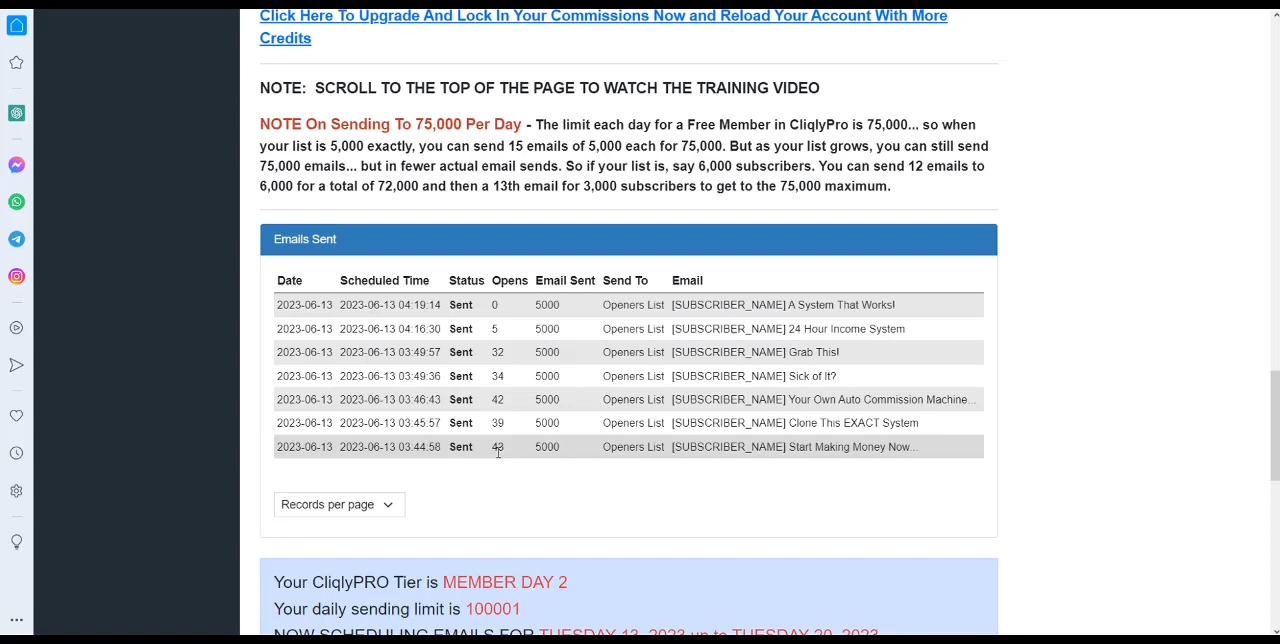 Click Here To Upgrade And Lock In Your Commissions Now and Reload Your Account With More
Credits
NOTE:  SCROLL TO THE TOP OF THE PAGE TO WATCH THE TRAINING VIDEO
NOTE On Sending To 75,000 Per Day - The limit each day for a Free Member in CliqlyPro is 75,000... so when
your list is 5,000 exactly, you can send 15 emails of 5,000 each for 75,000. But as your list grows, you can still send
75,000 emails... but in fewer actual email sends. So if your list is, say 6,000 subscribers. You can send 12 emails to
6,000 for a total of 72,000 and then a 13th email for 3,000 subscribers to get to the 75,000 maximum.
Emails Sent
Date Scheduled Time Status Opens Email Sent Send To Email
2023-06-13 2023-06-13 04:19:14 Sent 0 5000 Openers List [SUBSCRIBER_NAME] A System That Works!
2023-06-13 2023-06-13 04:16:30 Sent 5 5000 Openers List [SUBSCRIBER_NAME] 24 Hour Income System
2023-06-13 2023-06-13 03:49:57 Sent 32 5000 Openers List [SUBSCRIBER_NAME] Grab This!
2023-06-13 2023-06-13 03:49:36 Sent 34 5000 Openers List [SUBSCRIBER_NAME] Sick of It?
2023-06-13 2023-06-13 03:46:43 Sent 42 5000 Openers List [SUBSCRIBER_NAME] Your Own Auto Commission Machine...
2023-06-13 2023-06-13 03:45:57 Sent 39 5000 Openers List [SUBSCRIBER_NAME] Clone This EXACT System
2023-06-13 2023-06-13 03:44:58 Sent 43 5000 Openers List [SUBSCRIBER_NAME] Start Making Money Now...
Records per page
Your CliqlyPRO Tier is MEMBER DAY 2
Your daily sending limit is 100001
NOW SCHEDULING EMAILS FOR TUESDAY 13, 2023 up to TUESDAY 20, 2023